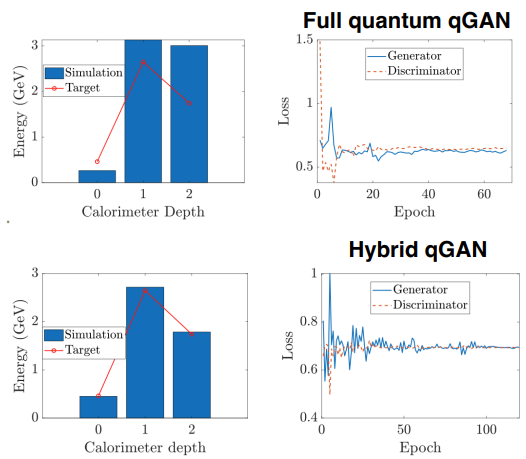 Full quantum qGAN
3
2
1
0
Energy (GeV)
Simulation
Target
0 1 2
Calorimeter Depth
1.5
1
0.5
Loss
Generator
Discriminator
0 20 40 60
Epoch
Hybrid qGAN
3
2
1
0
Energy (GeV)
Simulation
Target
0 1 2
Calorimeter depth
1
0.8
0.6
0.4
Loss
Generator
Discriminator
0 50 100
Epoch